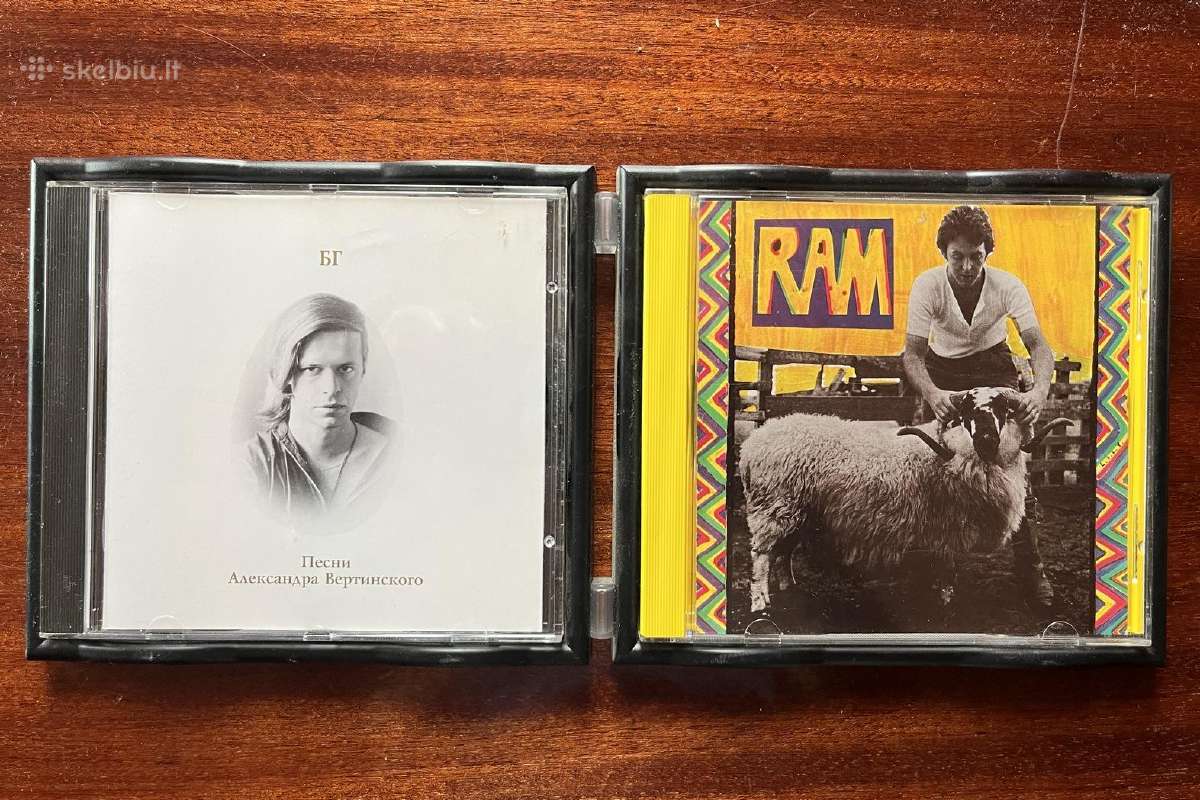 skelbiu.lt
БГ
Песни
Александра Вертинского
RAM